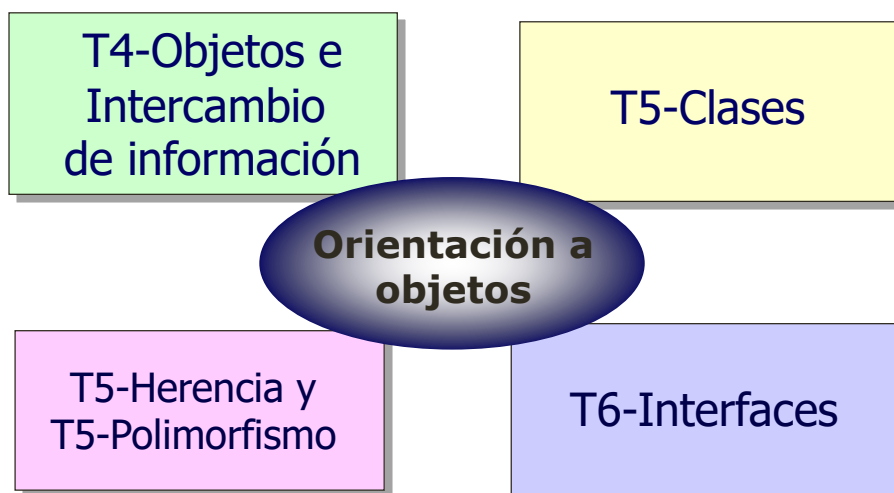 T4-Objetos e
Intercambio
de información
T5-Clases
Orientación a
objetos
T5-Herencia y
T5-Polimorfismo
T6-Interfaces